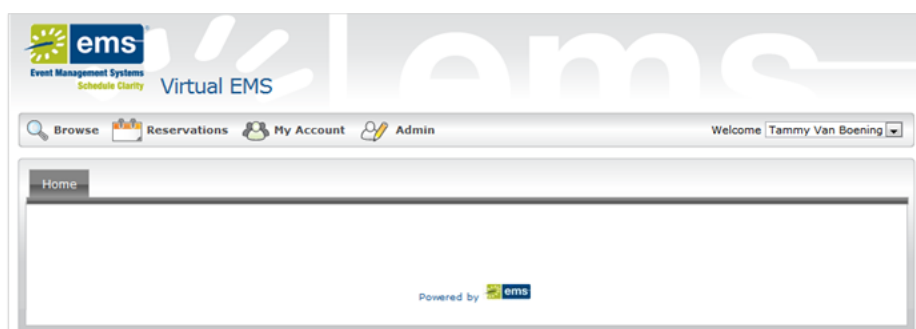 ems
Event Management Systems
Schedule Clarity
Virtual EMS
ems
Browse Reservations My Account Admin Welcome Tammy Van Boening
Home
Powered by ems